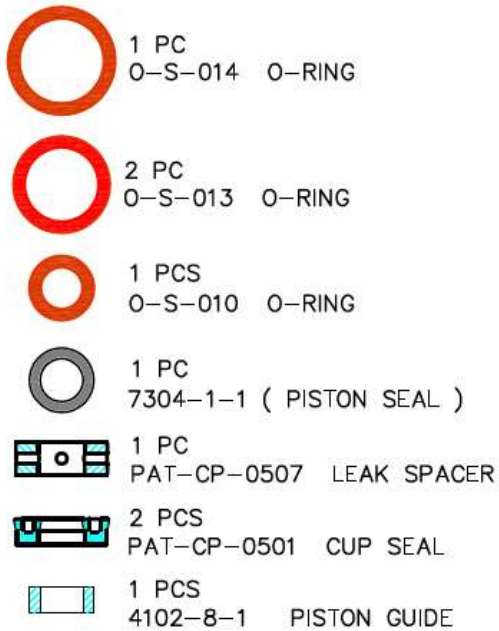 1 PC
O-S-014 O-RING
2 PC
O-S-013 O-RING
1 PCS
O-S-010 O-RING
1 PC
7304-1-1 ( PISTON SEAL )
1 PC
PAT-CP-0507 LEAK SPACER
2 PCS
PAT-CP-0501 CUP SEAL
1 PCS
4102-8-1 PISTON GUIDE